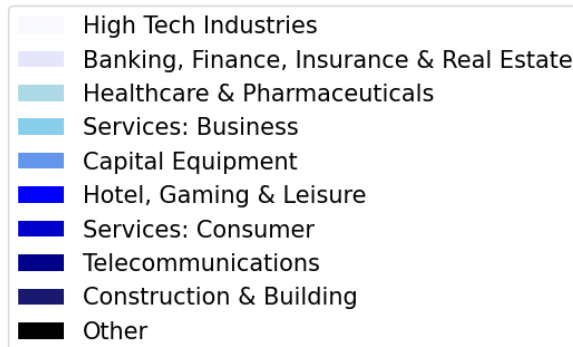 High Tech Industries
Banking, Finance, Insurance & Real Estate
Healthcare & Pharmaceuticals
Services: Business
Capital Equipment
Hotel, Gaming & Leisure
Services: Consumer
Telecommunications
Construction & Building
Other